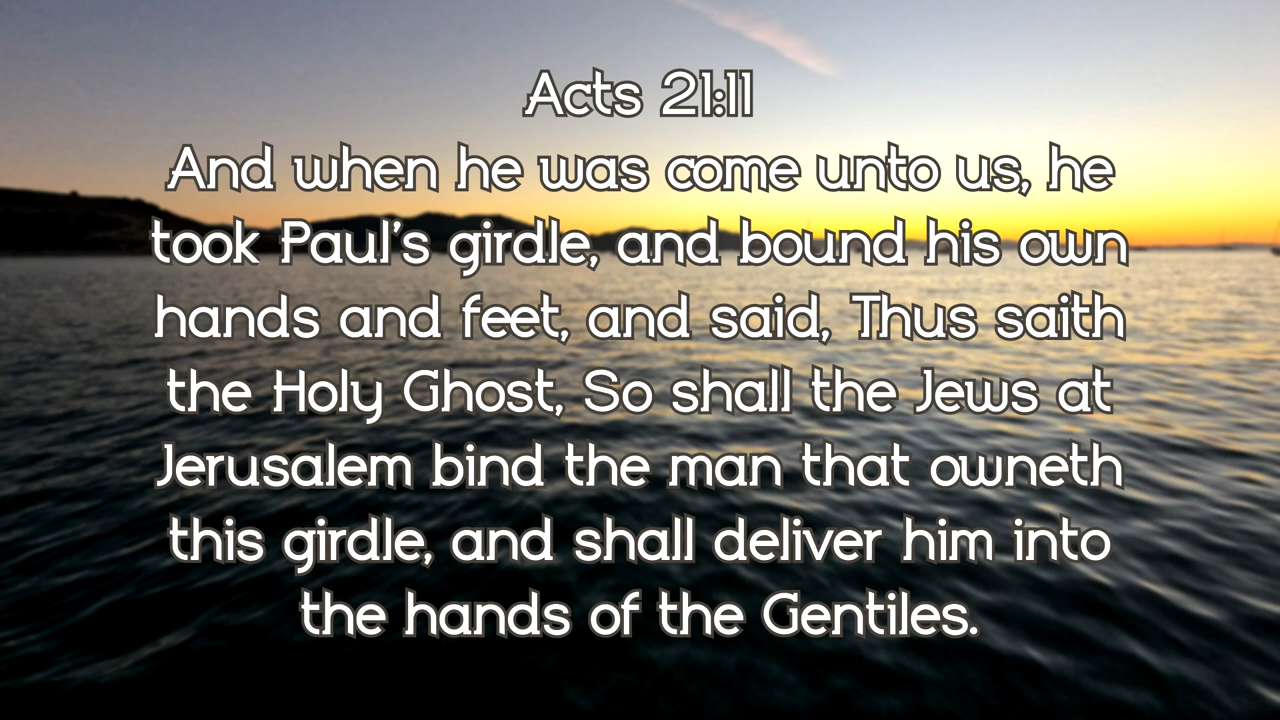 Acts 21:11
And when he was come unto us, he
took Paul's girdle, and bound his own
hands and feet, and said, Thus saith
the Holy Ghost, So shall the Jews at
Jerusalem bind the man that owneth
this girdle, and shall deliver him into
the hands of the Gentiles.